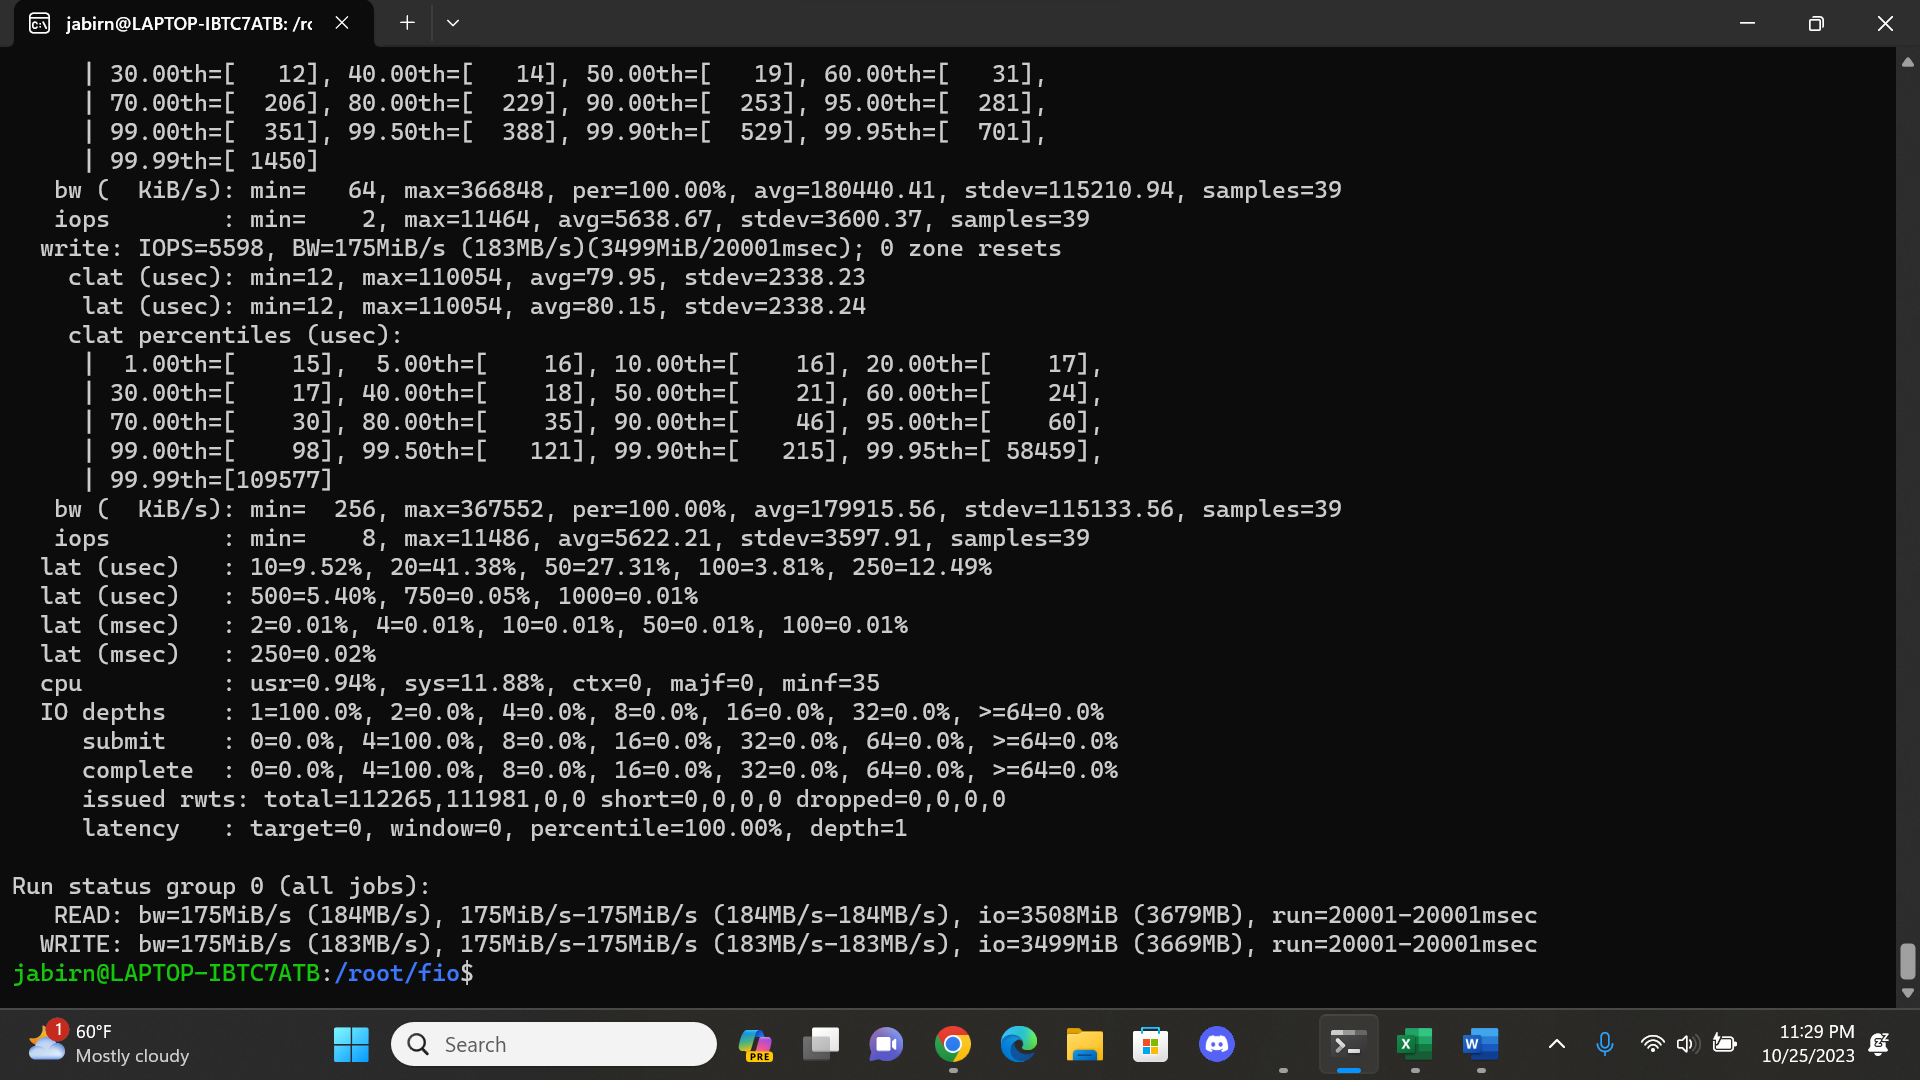 jabirn@LAPTOP-IBTC7ATB: /ro
     | 30.00th=[   12], 40.00th=[   14], 50.00th=[   19], 60.00th=[   31],
     | 70.00th=[  206], 80.00th=[  229], 90.00th=[  253], 95.00th=[  281],
     | 99.00th=[  351], 99.50th=[  388], 99.90th=[  529], 99.95th=[  701],
     | 99.99th=[ 1450]
   bw (  KiB/s): min=   64, max=366848, per=100.00%, avg=180440.41, stdev=115210.94, samples=39
   iops        : min=    2, max=11464, avg=5638.67, stdev=3600.37, samples=39
  write: IOPS=5598, BW=175MiB/s (183MB/s)(3499MiB/20001msec); 0 zone resets
    clat (usec): min=12, max=110054, avg=79.95, stdev=2338.23
     lat (usec): min=12, max=110054, avg=80.15, stdev=2338.24
    clat percentiles (usec):
     |  1.00th=[    15],  5.00th=[    16], 10.00th=[    16], 20.00th=[    17],
     | 30.00th=[    17], 40.00th=[    18], 50.00th=[    21], 60.00th=[    24],
     | 70.00th=[    30], 80.00th=[    35], 90.00th=[    46], 95.00th=[    60],
     | 99.00th=[    98], 99.50th=[   121], 99.90th=[   215], 99.95th=[ 58459],
     | 99.99th=[109577]
   bw (  KiB/s): min=  256, max=367552, per=100.00%, avg=179915.56, stdev=115133.56, samples=39
   iops        : min=    8, max=11486, avg=5622.21, stdev=3597.91, samples=39
  lat (usec)   : 10=9.52%, 20=41.38%, 50=27.31%, 100=3.81%, 250=12.49%
  lat (usec)   : 500=5.40%, 750=0.05%, 1000=0.01%
  lat (msec)   : 2=0.01%, 4=0.01%, 10=0.01%, 50=0.01%, 100=0.01%
  lat (msec)   : 250=0.02%
  cpu          : usr=0.94%, sys=11.88%, ctx=0, majf=0, minf=35
  IO depths    : 1=100.0%, 2=0.0%, 4=0.0%, 8=0.0%, 16=0.0%, 32=0.0%, >=64=0.0%
     submit    : 0=0.0%, 4=100.0%, 8=0.0%, 16=0.0%, 32=0.0%, 64=0.0%, >=64=0.0%
     complete  : 0=0.0%, 4=100.0%, 8=0.0%, 16=0.0%, 32=0.0%, 64=0.0%, >=64=0.0%
     issued rwts: total=112265,111981,0,0 short=0,0,0,0 dropped=0,0,0,0
     latency   : target=0, window=0, percentile=100.00%, depth=1

Run status group 0 (all jobs):
   READ: bw=175MiB/s (184MB/s), 175MiB/s-175MiB/s (184MB/s-184MB/s), io=3508MiB (3679MB), run=20001-20001msec
  WRITE: bw=175MiB/s (183MB/s), 175MiB/s-175MiB/s (183MB/s-183MB/s), io=3499MiB (3669MB), run=20001-20001msec
jabirn@LAPTOP-IBTC7ATB:/root/fio$
1
60°F
Mostly cloudy
Search
PRE
11:29 PM
10/25/2023